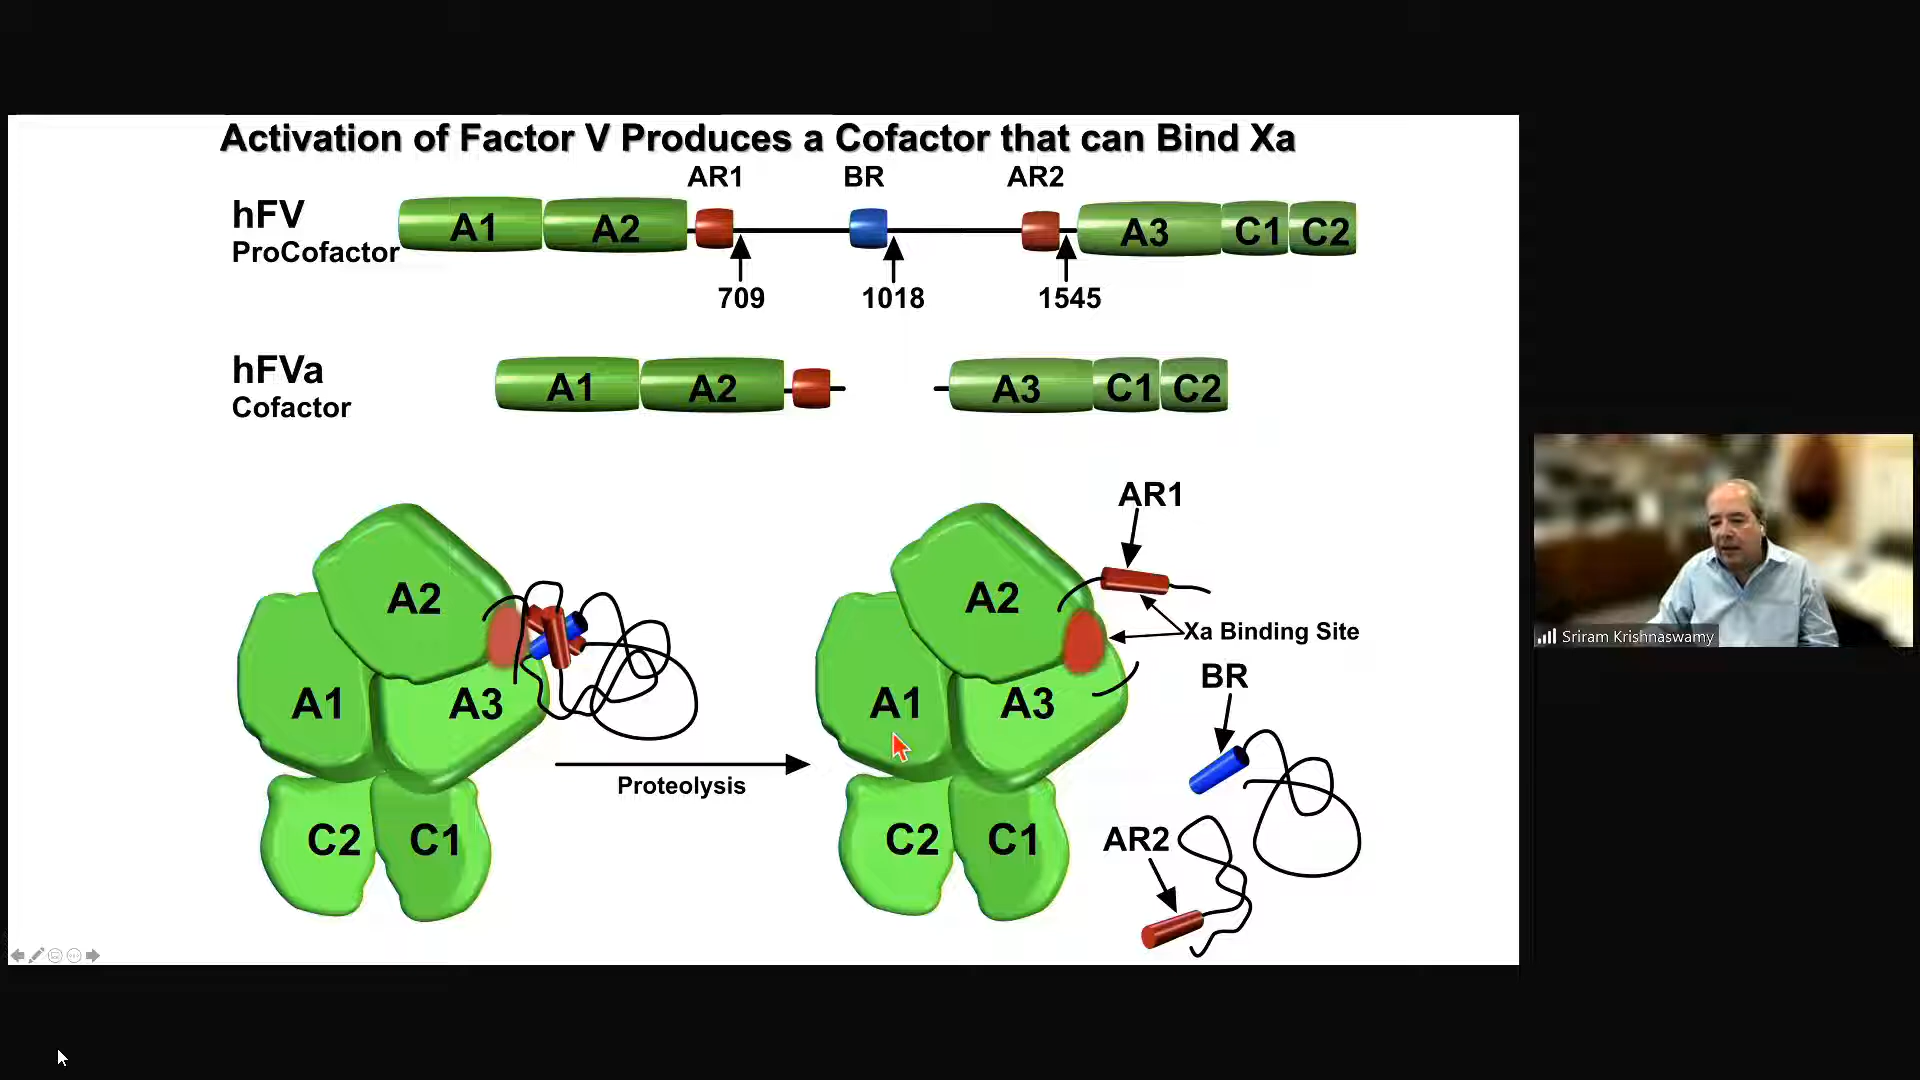 Activation of Factor V Produces a Cofactor that can Bind Xa
AR1 BR AR2
hFV
ProCofactor
A1 A2 A3 C1 C2
709 1018 1545
hFVa
Cofactor
A1 A2 A3 C1 C2
AR1
A2
A1
A3
C2 C1
Proteolysis
A2
A1
A3
C2 C1
Xa Binding Site
BR
AR2
Sriram Krishnaswamy